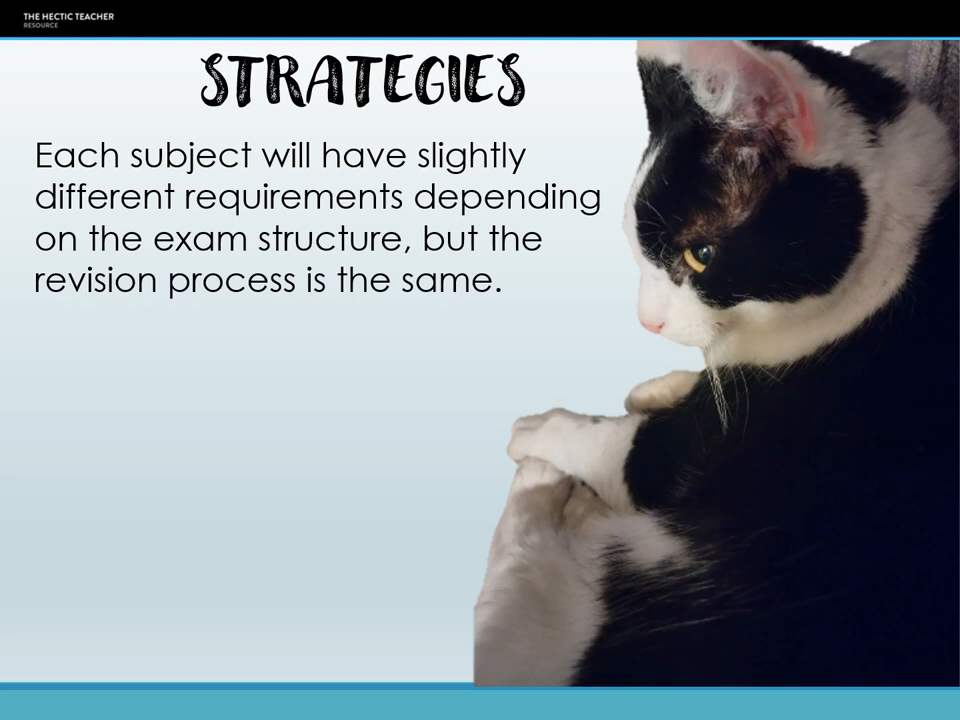 THE HECTIC TEACHER
RESOURCE
STRATEGIES
Each subject will have slightly
different requirements depending
on the exam structure, but the
revision process is the same.